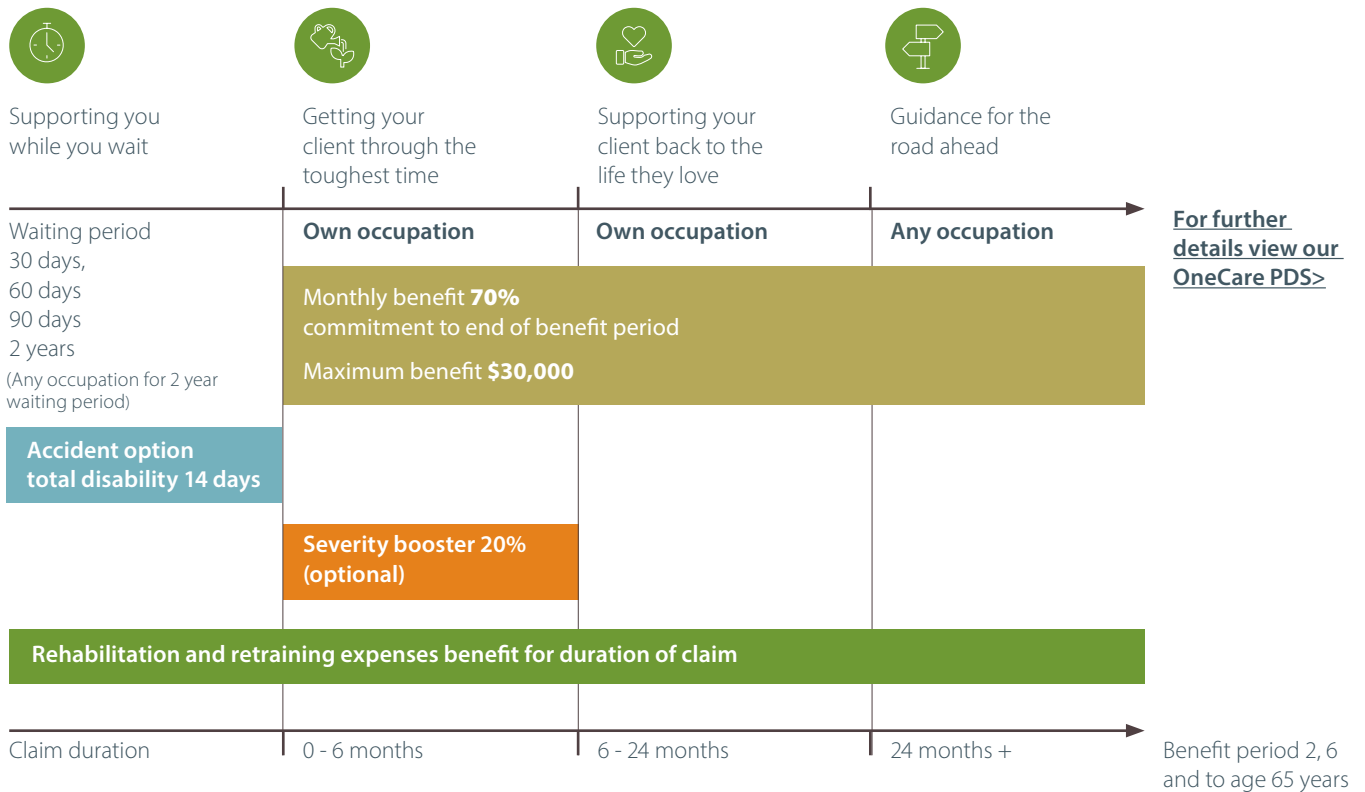 Supporting you
while you wait
Getting your
client through the
toughest time
Supporting your
client back to the
life they love
Guidance for the
road ahead
Waiting period
30 days,
60 days
90 days
2 years
(Any occupation for 2 year
waiting period)
Own occupation
Own occupation
Any occupation
For further
details view our
OneCare PDS>
Monthly benefit 70%
commitment to end of benefit period
Maximum benefit $30,000
Accident option
total disability 14 days
Severity booster 20%
(optional)
Rehabilitation and retraining expenses benefit for duration of claim
Claim duration
0 - 6 months
6 - 24 months
24 months +
Benefit period 2, 6
and to age 65 years